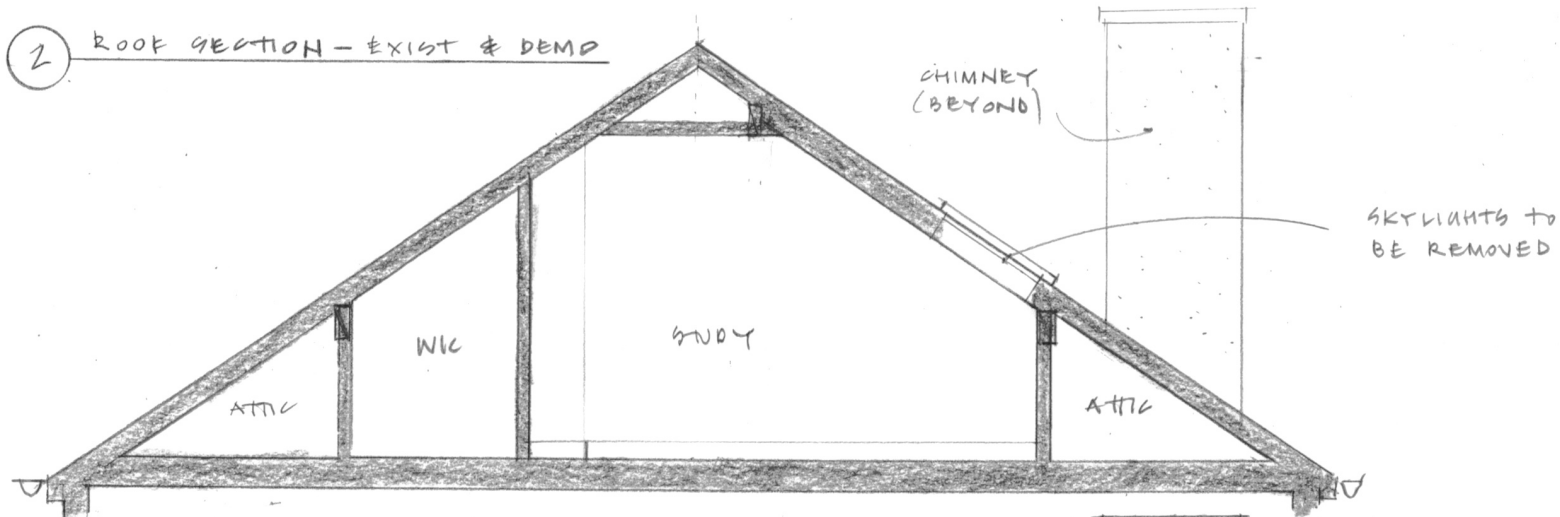 2
ROOF SECTION - EXIST & DEMO
CHIMNEY
(BEYOND)
SKYLIGHTS TO
BE REMOVED
WIC
STUDY
ATTIC
ATTIC